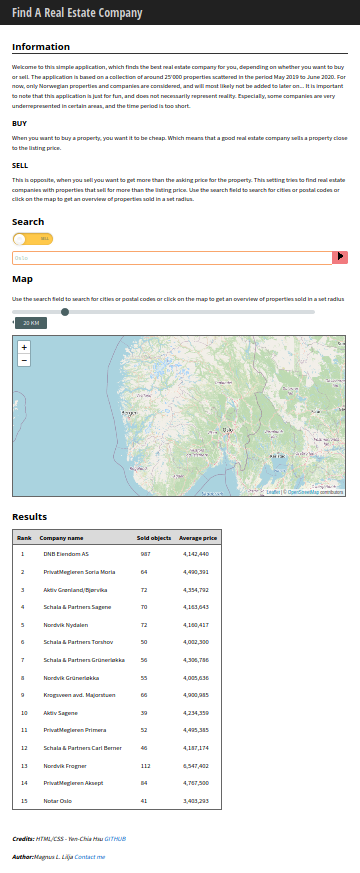 Find A Real Estate Company
Information
Welcome to this simple application, which finds the best real estate company for you, depending on whether you want to buy
or sell. The application is based on a collection of around 25'000 properties scattered in the period May 2019 to June 2020. For
now, only Norwegian properties and companies are considered, and will most likely not be added to later on... It is important
to note that this application is just for fun, and does not necessarily represent reality. Especially, some companies are very
underrepresented in certain areas, and the time period is too short.
BUY
When you want to buy a property, you want it to be cheap. Which means that a good real estate company sells a property close
to the listing price.
SELL
This is opposite, when you sell you want to get more than the asking price for the property. This setting tries to find real estate
companies with properties that sell for more than the listing price. Use the search field to search for cities or postal codes or
click on the map to get an overview of properties sold in a set radius.
Search
SELL
Oslo
Map
Use the search field to search for cities or postal codes or click on the map to get an overview of properties sold in a set radius
20 KM
+
−
Bergen
Oslo
Leaflet | © OpenStreetMap contributors
Results
Rank Company name Sold objects Average price
1 DNB Eiendom AS 987 4,142,440
2 PrivatMegleren Soria Moria 64 4,490,391
3 Aktiv Grønland/Bjørvika 72 4,354,792
4 Schala & Partners Sagene 70 4,163,643
5 Nordvik Nydalen 72 4,160,417
6 Schala & Partners Torshov 50 4,002,300
7 Schala & Partners Grünerløkka 56 4,306,786
8 Nordvik Grünerløkka 55 4,005,636
9 Krogsveen avd. Majorstuen 66 4,900,985
10 Aktiv Sagene 39 4,234,359
11 PrivatMegleren Primera 52 4,495,385
12 Schala & Partners Carl Berner 46 4,187,174
13 Nordvik Frogner 112 6,547,402
14 PrivatMegleren Aksept 84 4,767,500
15 Notar Oslo 41 3,403,293
Credits: HTML/CSS - Yen-Chia Hsu GITHUB
Author:Magnus L. Lilja Contact me